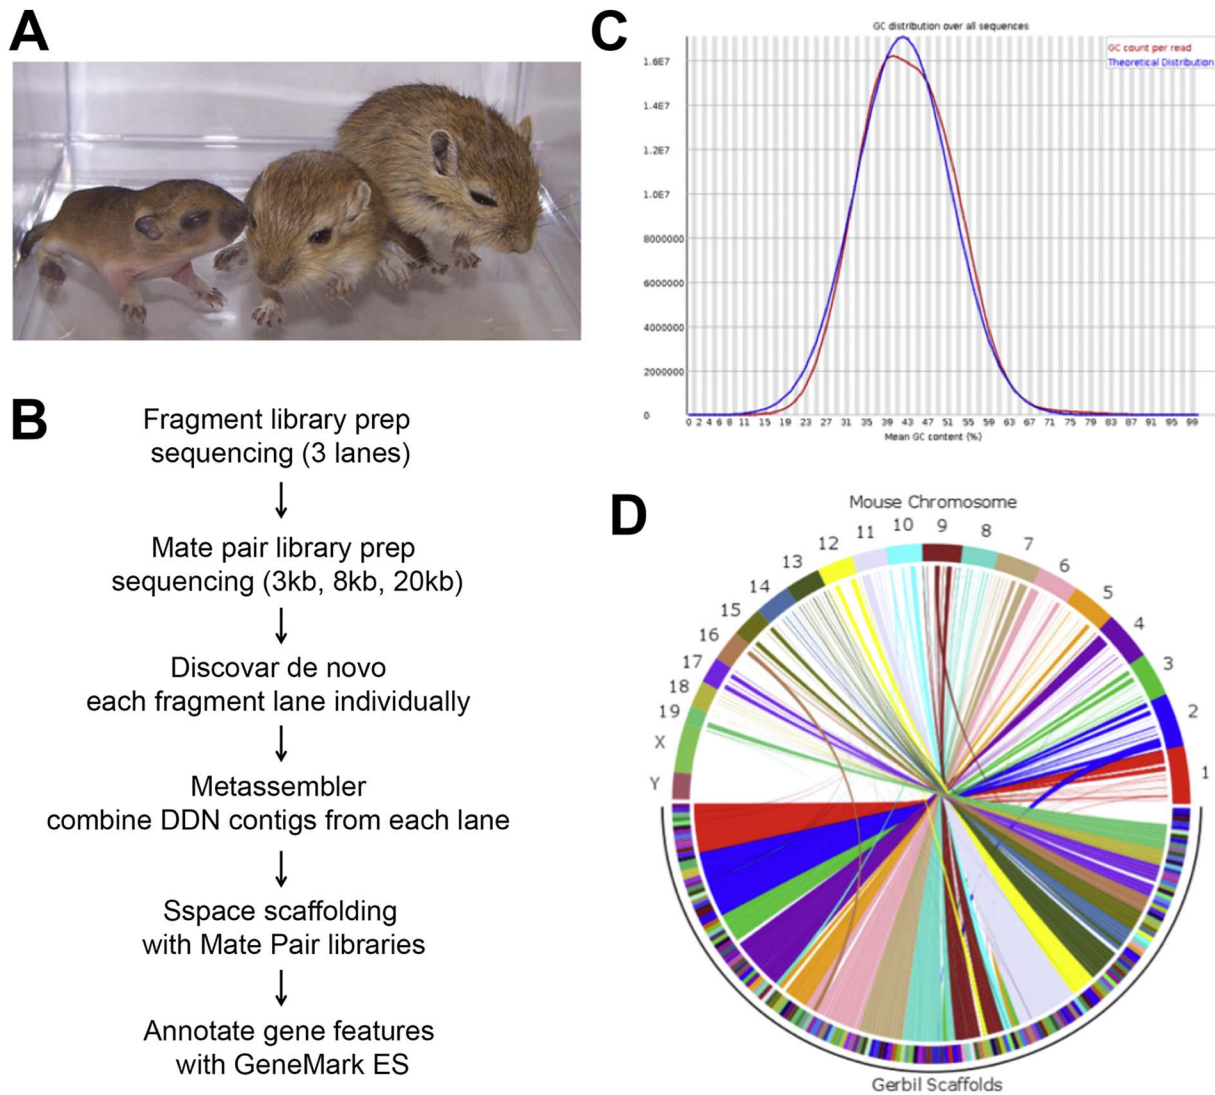 A
B
Fragment library prep
sequencing (3 lanes)
Mate pair library prep
sequencing (3kb, 8kb, 20kb)
Discovar de novo
each fragment lane individually
Metassembler
combine DDN contigs from each lane
Sspace scaffolding
with Mate Pair libraries
Annotate gene features
with GeneMark ES
C
GC distribution over all sequences
GC count per read
Theoretical Distribution
1.6E7
1.4E7
1.2E7
1.0E7
8000000
6000000
4000000
2000000
0
0 2 4 6 8 11 15 19 23 27 31 35 39 43 47 51 55 59 63 67 71 75 79 83 87 91 95 99
Mean GC content (%)
D
Mouse Chromosome
1
2
3
4
5
6
7
8
9
10
11
12
13
14
15
16
17
18
19
X
Y
Gerbil Scaffolds